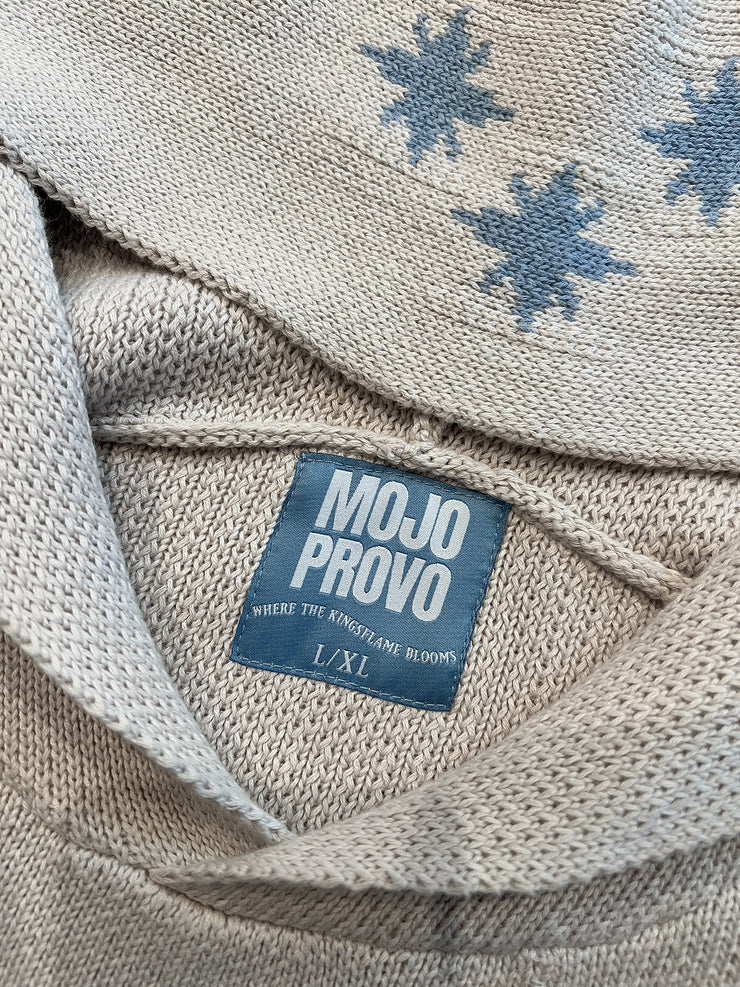 MOJO
PROVO
WHERE THE KINGSFLAME BLOOMS
L/XL